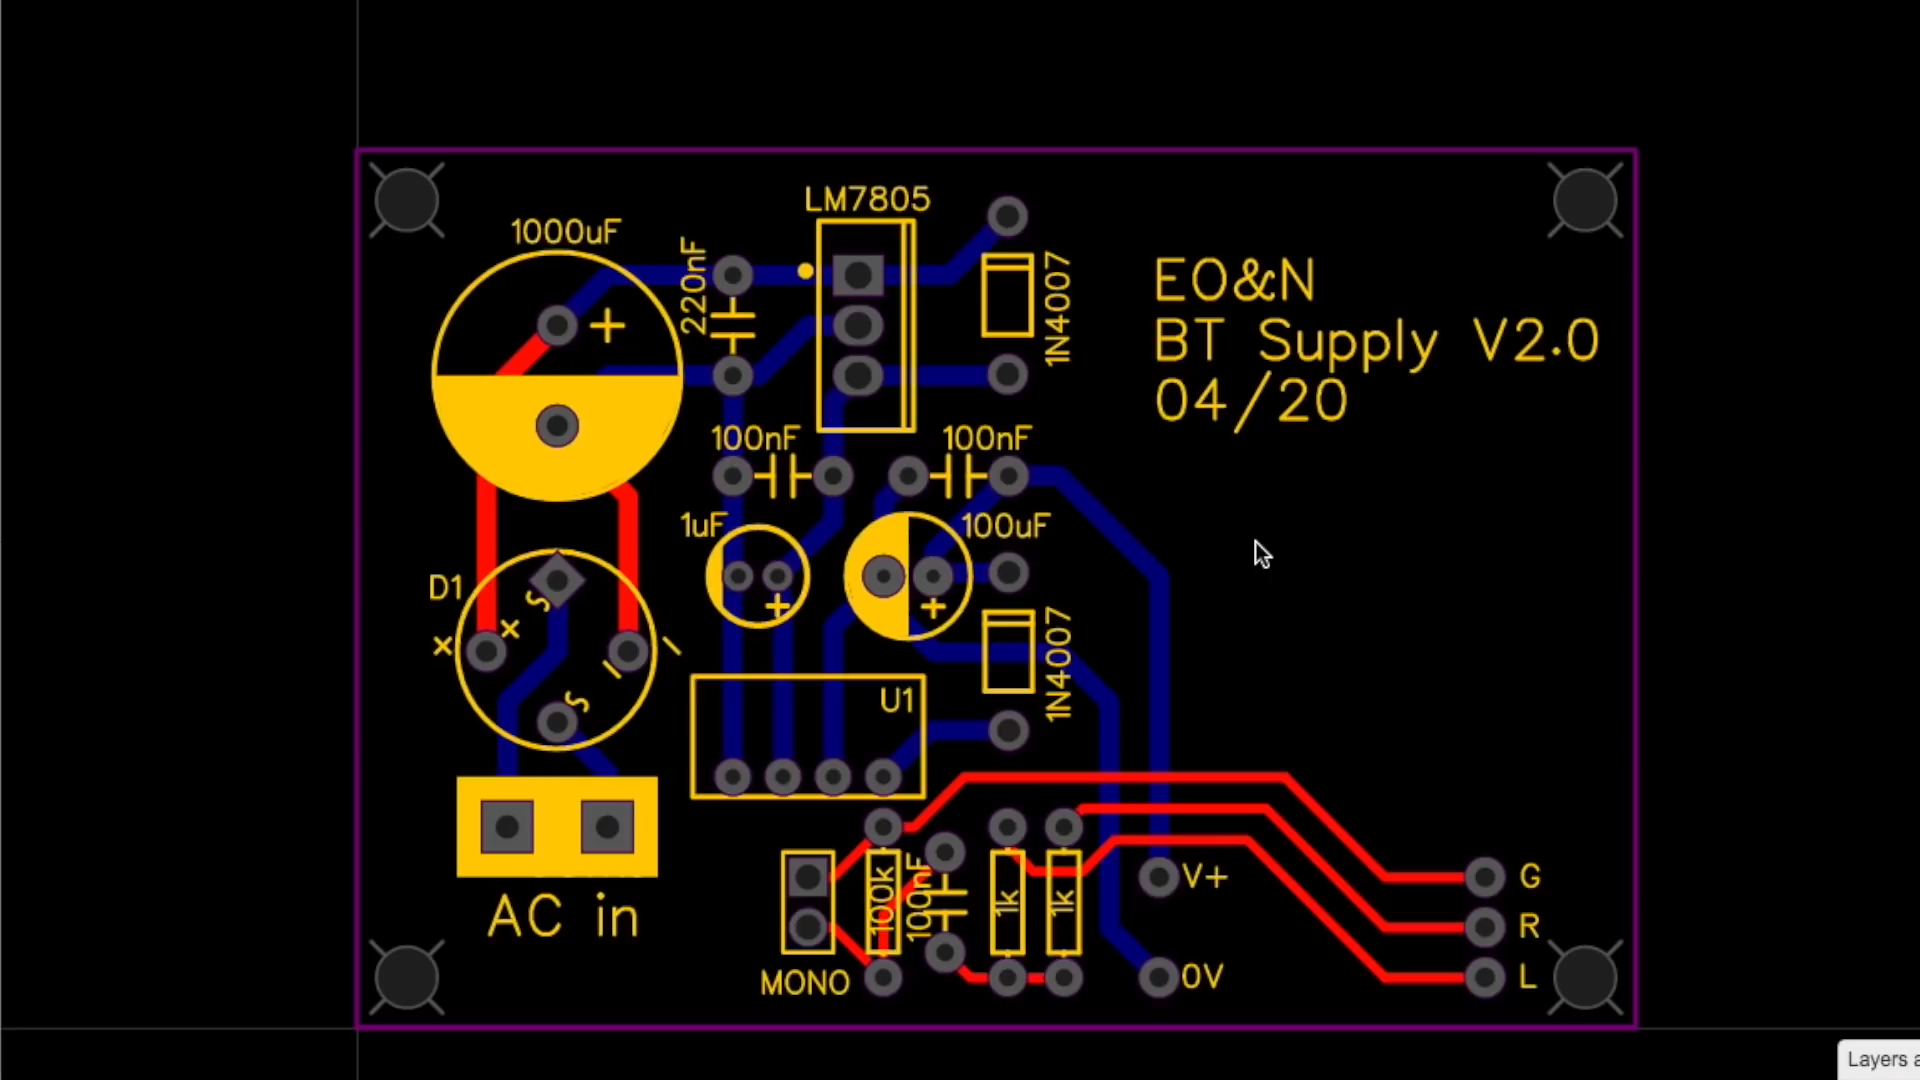 LM7805
1000uF
220nF
1N4007
EO&N
BT Supply V2.0
04/20
100nF
100nF
1uF
100uF
D1
+
S
S
1N4007
U1
100k
100nF
1k
1k
V+
G
AC in
R
MONO
0V
L
Layers